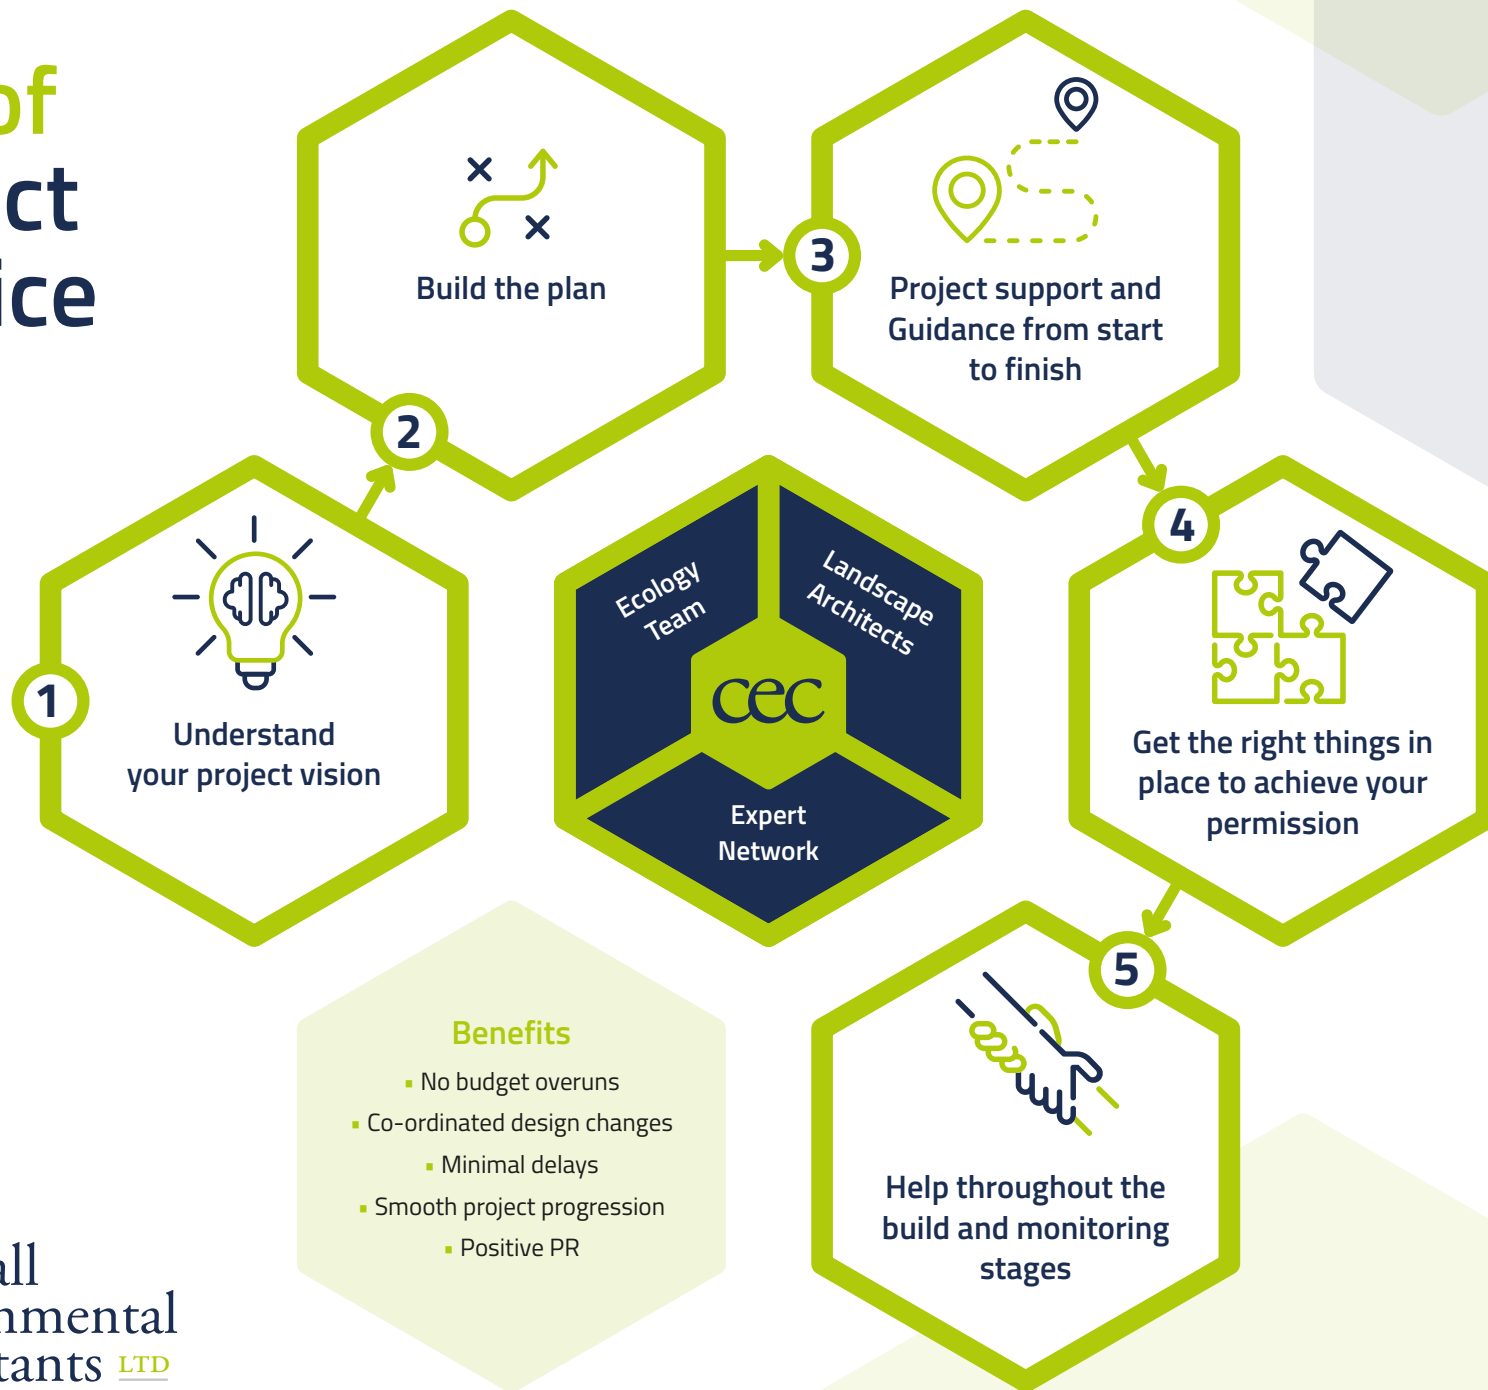 of
ct
ice
1
Understand
your project vision
2
Build the plan
3
Project support and
Guidance from start
to finish
4
Get the right things in
place to achieve your
permission
5
Help throughout the
build and monitoring
stages
Ecology
Team
Landscape
Architects
cec
Expert
Network
Benefits
▪ No budget overuns
▪ Co-ordinated design changes
▪ Minimal delays
▪ Smooth project progression
▪ Positive PR
all
nmental
tants LTD